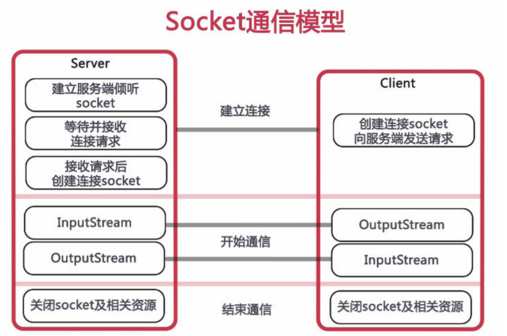 Socket通信模型
Server
建立服务端倾听
socket
等待并接收
连接请求
接收请求后
创建连接socket
建立连接
Client
创建连接socket
向服务端发送请求
InputStream
OutputStream
开始通信
OutputStream
InputStream
关闭socket及相关资源
结束通信
关闭socket及相关资源